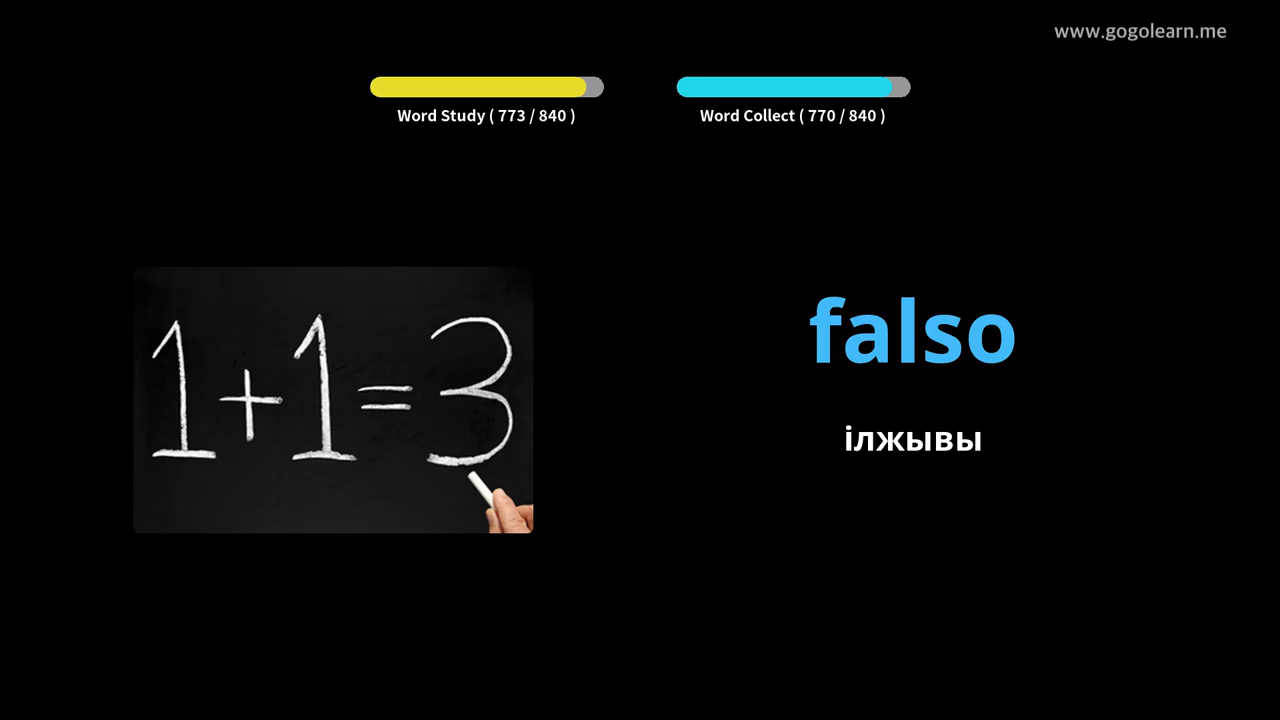 www.gogolearn.me
Word Study ( 773 / 840 )
Word Collect ( 770 / 840 )
1+1=3
falso
ілжывы